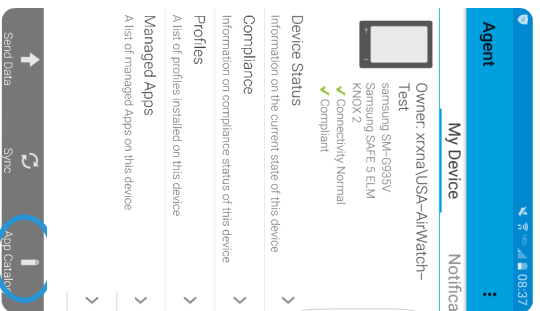 08:37
Agent
My Device
Notifica
Owner: xrxna\USA-AirWatch-
Test
samsung SM-G935V
Samsung SAFE 5 ELM
KNOX 2
Connectivity Normal
Compliant
Device Status
Information on the current state of this device
Compliance
Information on compliance status of this device
Profiles
A list of profiles installed on this device
Managed Apps
A list of managed Apps on this device
Send Data
Sync
App Catalog